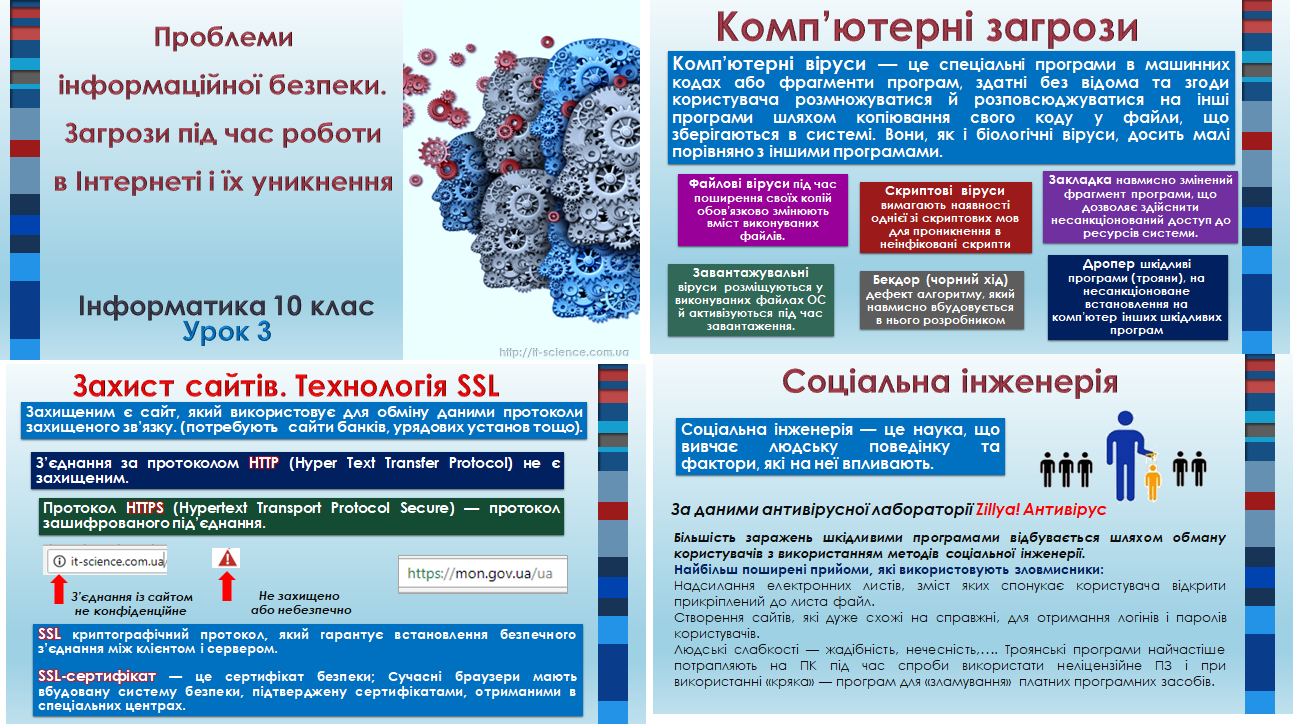 Проблеми
інформаційної безпеки.
Загрози під час роботи
в Інтернеті і їх уникнення
Інформатика 10 клас
Урок 3
http://it-science.com.ua
Комп’ютерні загрози
Комп’ютерні віруси — це спеціальні програми в машинних
кодах або фрагменти програм, здатні без відома та згоди
користувача розмножуватися й розповсюджуватися на інші
програми шляхом копіювання свого коду у файли, що
зберігаються в системі. Вони, як і біологічні віруси, досить малі
порівняно з іншими програмами.
Файлові віруси під час
поширення своїх копій
обов'язково змінюють
вміст виконуваних
файлів.
Скриптові віруси
вимагають наявності
однієї зі скриптових мов
для проникнення в
неінфіковані скрипти
Закладка навмисно змінений
фрагмент програми, що
дозволяє здійснити
несанкціонований доступ до
ресурсів системи.
Завантажувальні
віруси розміщуються у
виконуваних файлах ОС
й активізуються під час
завантаження.
Бекдор (чорний хід)
дефект алгоритму, який
навмисно вбудовується
в нього розробником
Дропер шкідливі
програми (трояни), на
несанкціоноване
встановлення на
комп'ютер інших шкідливих
програм
Захист сайтів. Технологія SSL
Захищеним є сайт, який використовує для обміну даними протоколи
захищеного зв’язку. (потребують сайти банків, урядових установ тощо).
З’єднання за протоколом HTTP (Hyper Text Transfer Protocol) не є
захищеним.
Протокол HTTPS (Hypertext Transport Protocol Secure) — протокол
зашифрованого під’єднання.
it-science.com.ua/
https://mon.gov.ua/ua
З’єднання із сайтом
не конфіденційне
Не захищено
або небезпечно
SSL криптографічний протокол, який гарантує встановлення безпечного
з’єднання між клієнтом і сервером.
SSL-сертифікат — це сертифікат безпеки; Сучасні браузери мають
вбудовану систему безпеки, підтверджену сертифікатами, отриманими в
спеціальних центрах.
Соціальна інженерія
Соціальна інженерія — це наука, що
вивчає людську поведінку та
фактори, які на неї впливають.
За даними антивірусної лабораторії Zillya! Антивірус
Більшість заражень шкідливими програмами відбувається шляхом обману
користувачів з використанням методів соціальної інженерії.
Найбільш поширені прийоми, які використовують зловмисники:
Надсилання електронних листів, зміст яких спонукає користувача відкрити
прикріплений до листа файл.
Створення сайтів, які дуже схожі на справжні, для отримання логінів і паролів
користувачів.
Людські слабкості — жадібність, нечесність,…. Троянські програми найчастіше
потрапляють на ПК під час спроби використати неліцензійне ПЗ і при
використанні «кряка» — програм для «зламування» платних програмних засобів.